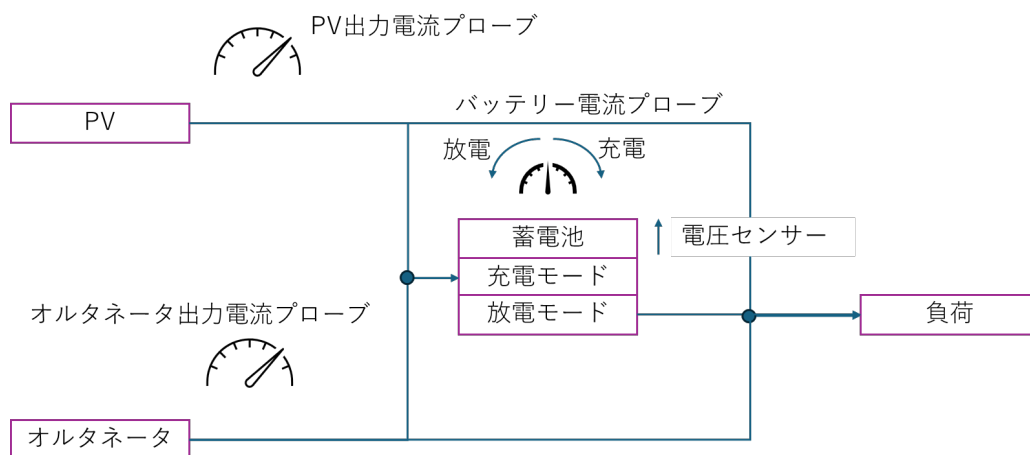 PV出力電流プローブ
PV
バッテリー電流プローブ
放電
充電
蓄電池
電圧センサー
充電モード
放電モード
オルタネータ出力電流プローブ
負荷
オルタネータ